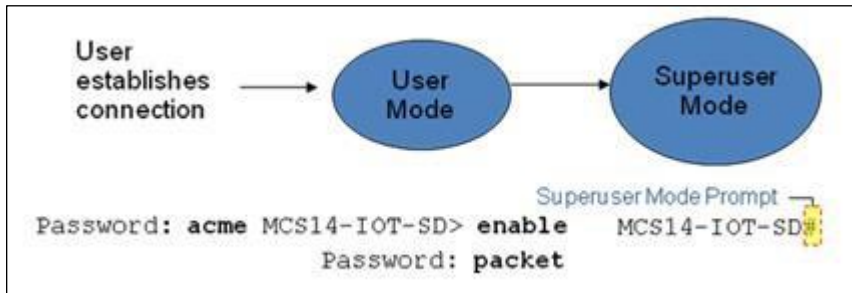 User
establishes
connection
User
Mode
Superuser
Mode
Superuser Mode Prompt
Password: acme MCS14-IOT-SD> enable MCS14-IOT-SD#
Password: packet